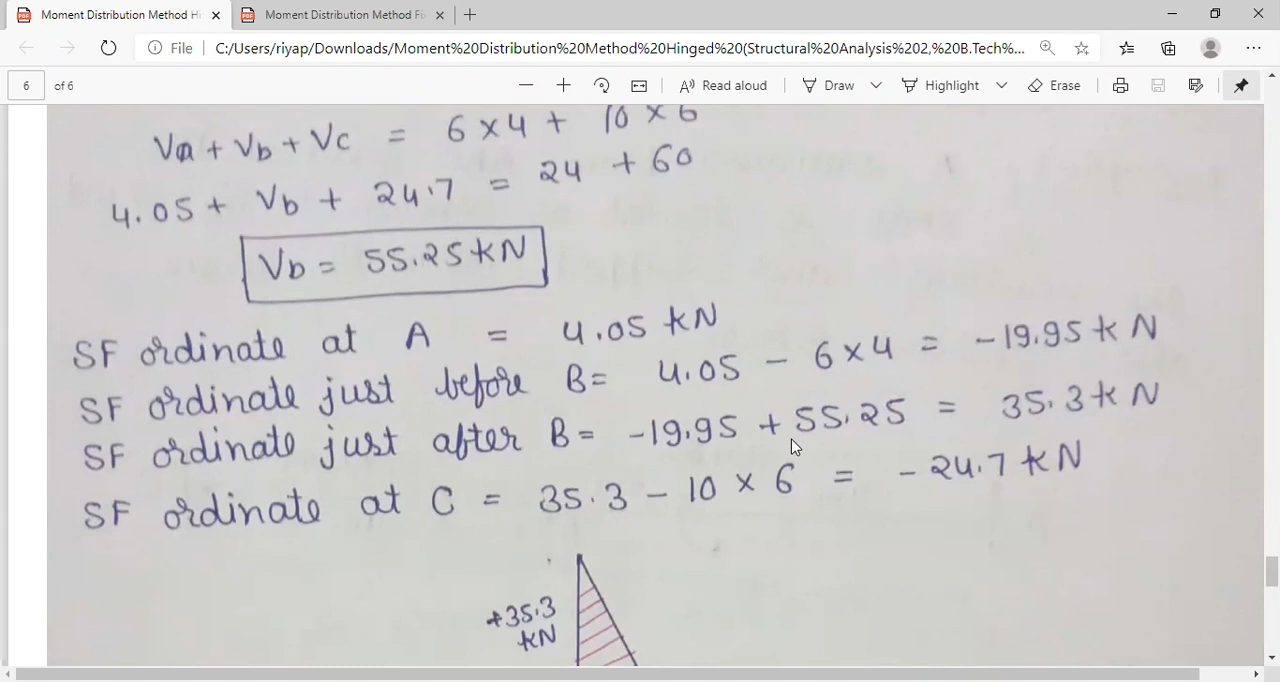 Moment Distribution Method Hi
Moment Distribution Method Fix
File
C:/Users/riyap/Downloads/Moment%20Distribution%20Method%20Hinged%20(Structural%20Analysis%202,%20B.Tech%...
6 of 6
Read aloud
Draw
Highlight
Erase
Va + Vb + Vc = 6 x 4 + 10 x 6
4.05 + Vb + 24.7 = 24 + 60
Vb = 55.25 kN
SF ordinate at A = 4.05 kN
SF ordinate just before B = 4.05 - 6 x 4 = -19.95 kN
SF ordinate just after B = -19.95 + 55.25 = 35.3 kN
SF ordinate at C = 35.3 - 10 x 6 = -24.7 kN
+35.3
kN